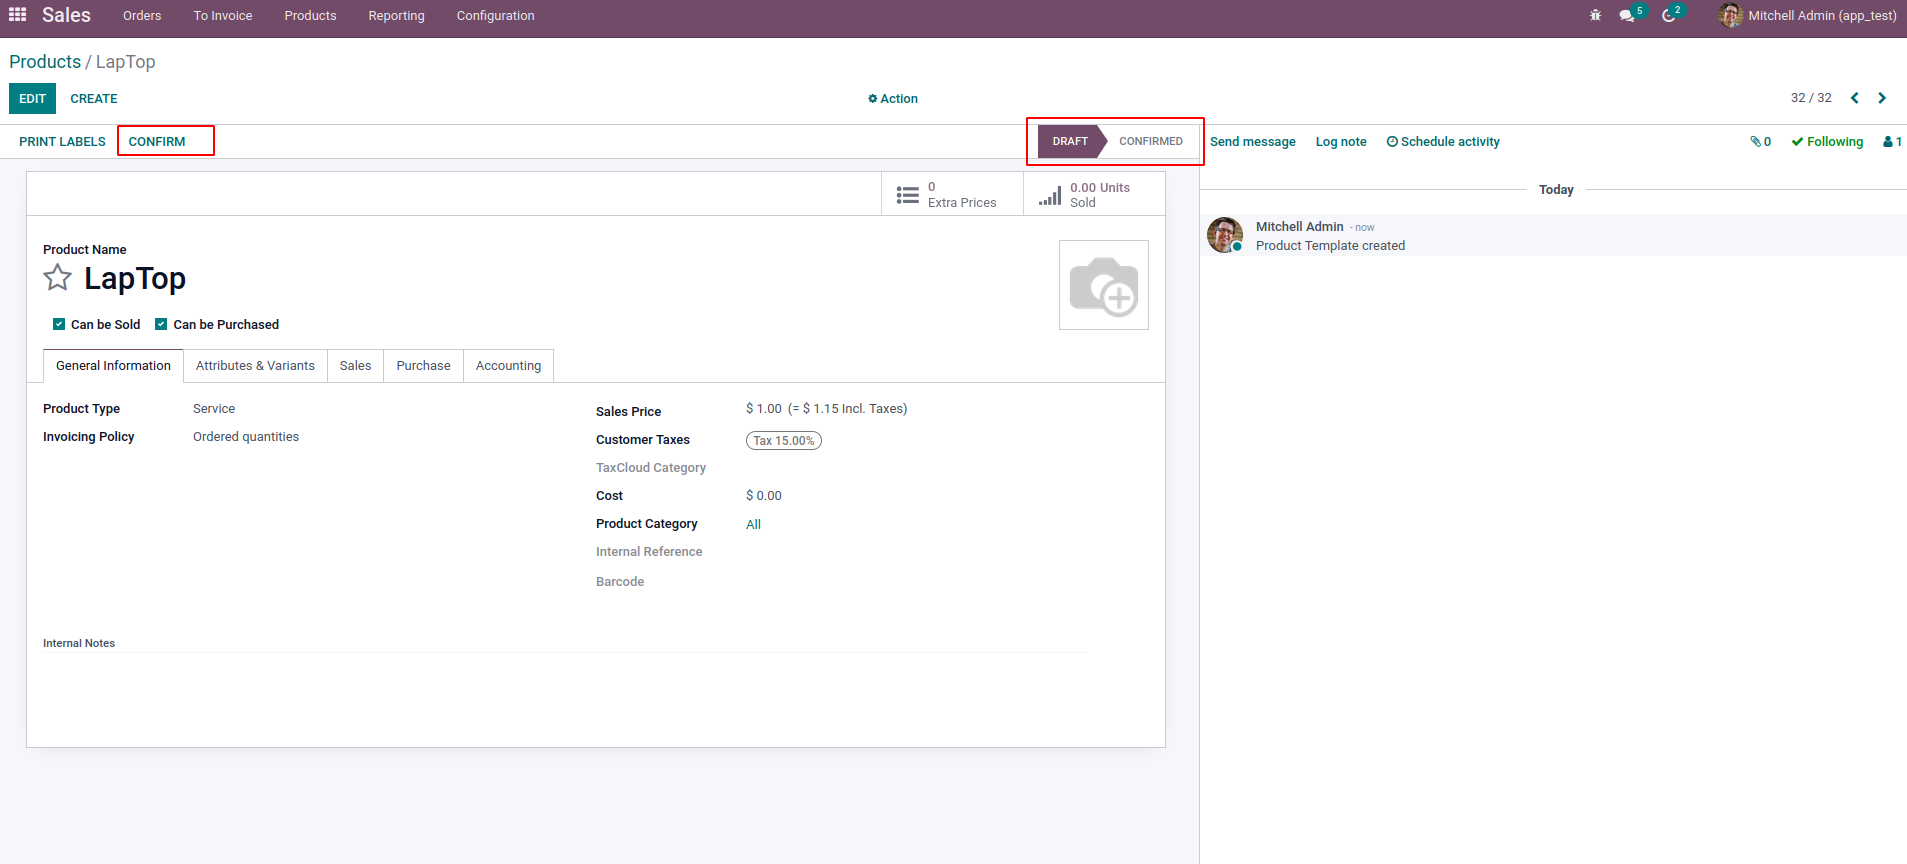 Sales Orders To Invoice Products Reporting Configuration 5 2 Mitchell Admin (app_test)
Products / LapTop
EDIT CREATE Action 32 / 32
PRINT LABELS CONFIRM DRAFT CONFIRMED Send message Log note Schedule activity 0 Following 1
0
Extra Prices
0.00 Units
Sold
Today
Mitchell Admin - now
Product Template created
Product Name
LapTop
Can be Sold Can be Purchased
General Information Attributes & Variants Sales Purchase Accounting
Product Type Service
Invoicing Policy Ordered quantities
Sales Price $ 1.00 (= $ 1.15 Incl. Taxes)
Customer Taxes Tax 15.00%
TaxCloud Category
Cost $ 0.00
Product Category All
Internal Reference
Barcode
Internal Notes